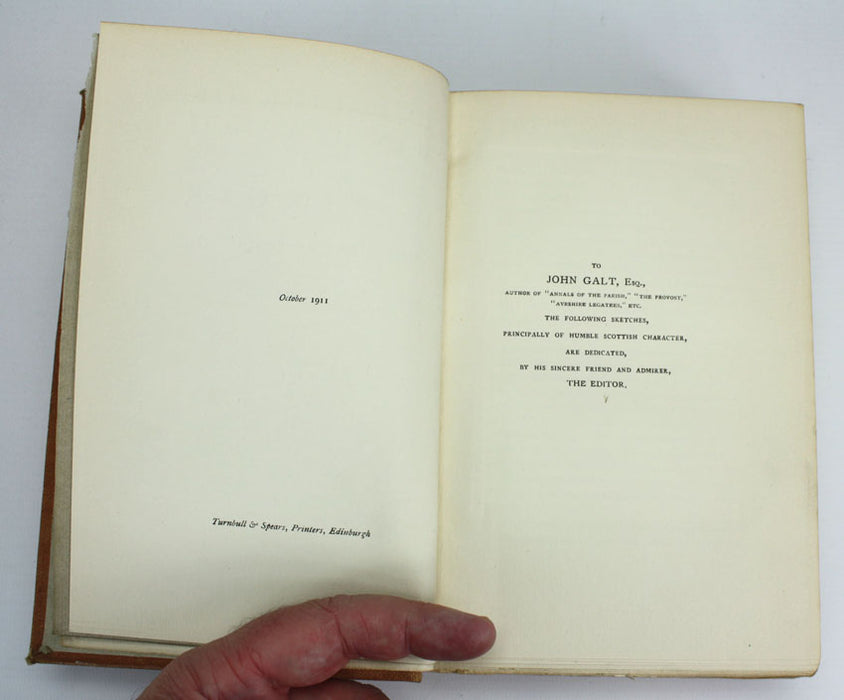 October 1911
Turnbull & Spears, Printers, Edinburgh
TO
JOHN GALT, ESQ.,
AUTHOR OF "ANNALS OF THE PARISH," "THE PROVOST,"
"AYRSHIRE LEGATEES," ETC.
THE FOLLOWING SKETCHES,
PRINCIPALLY OF HUMBLE SCOTTISH CHARACTER,
ARE DEDICATED,
BY HIS SINCERE FRIEND AND ADMIRER,
THE EDITOR.